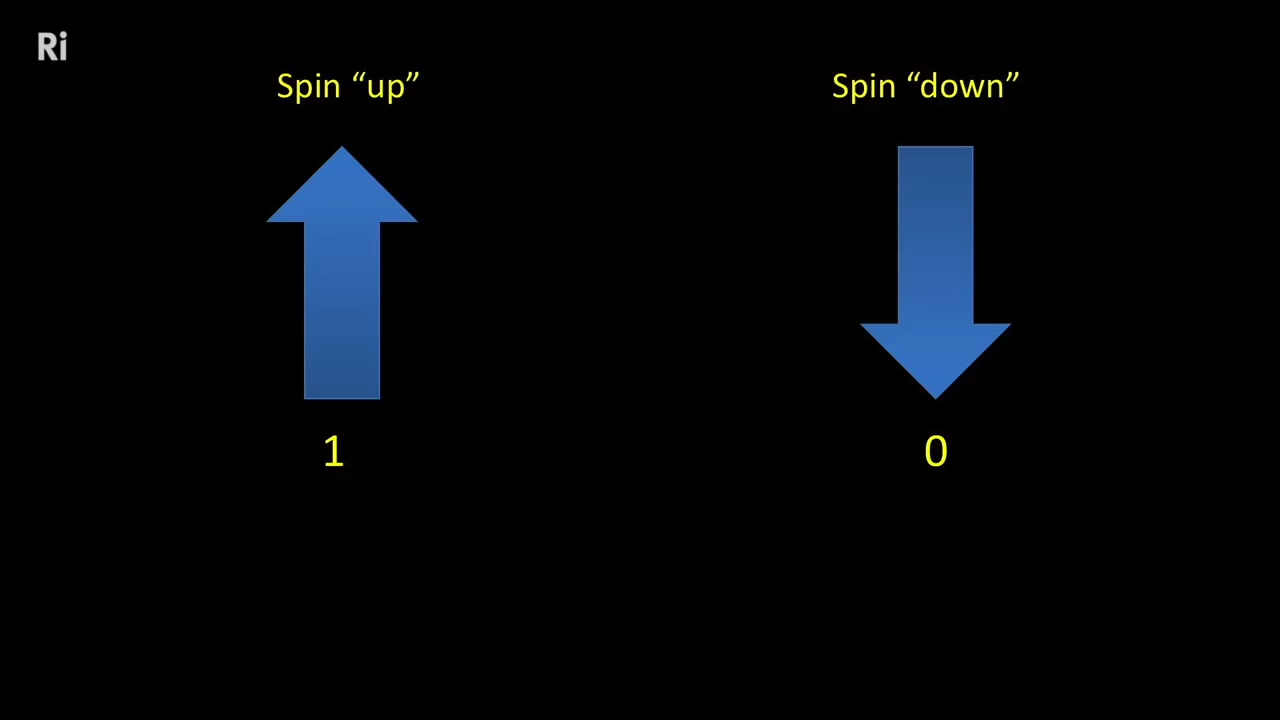 Ri
Spin “up”
Spin “down”
1
0